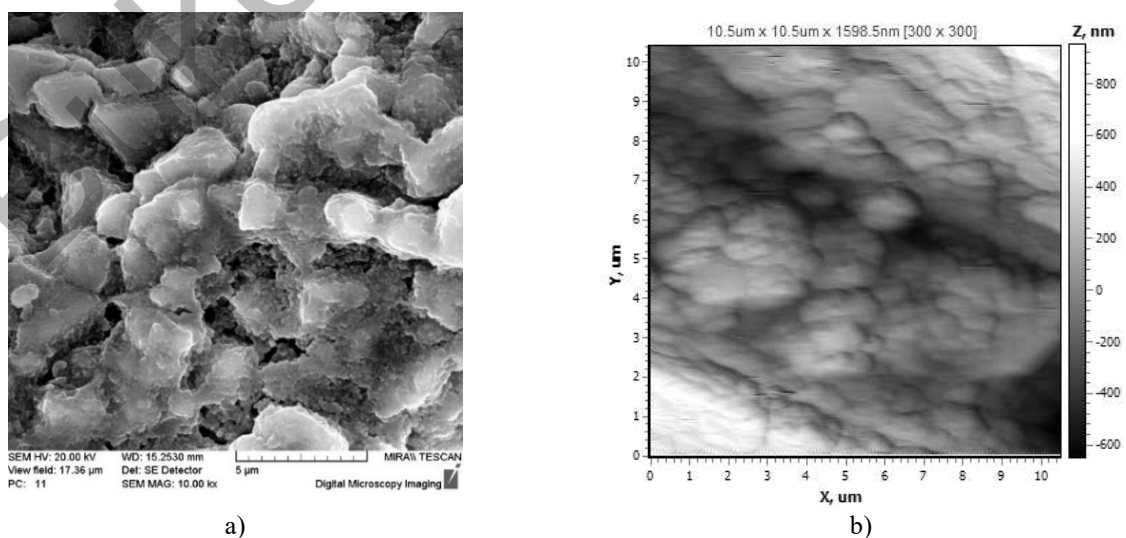 10.5um x 10.5um x 1598.5nm [300 x 300]
Z, nm
800
600
400
200
0
-200
-400
-600
Y, um
10
9
8
7
6
5
4
3
2
1
0
0 1 2 3 4 5 6 7 8 9 10
X, um
SEM HV: 20.00 kV WD: 15.2530 mm MIRA\\ TESCAN
View field: 17.36 µm Det: SE Detector 5 µm
PC: 11 SEM MAG: 10.00 kx Digital Microscopy Imaging
a) b)